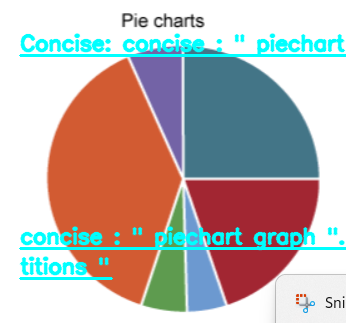 Pie charts
Concise: concise : " piechart
concise : " piechart graph ".
titions "
Sni